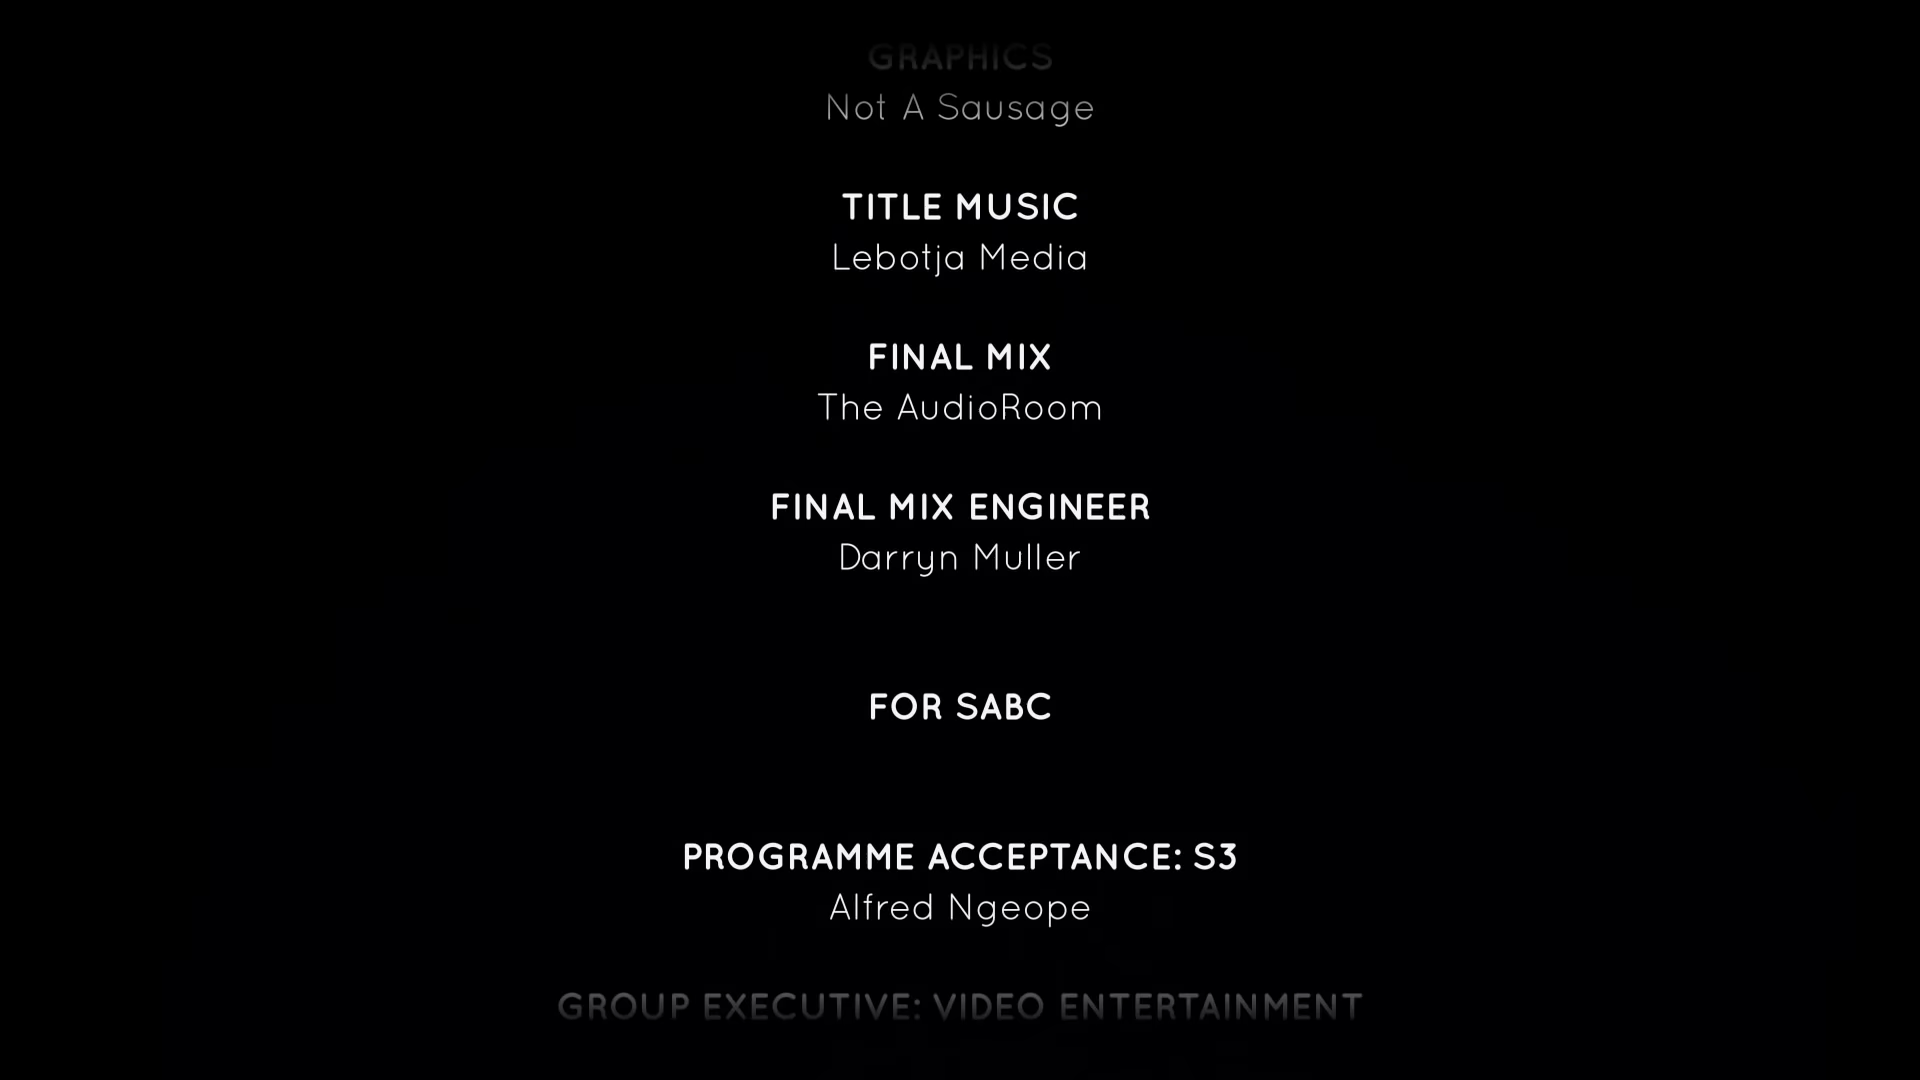 GRAPHICS
Not A Sausage
TITLE MUSIC
Lebotja Media
FINAL MIX
The AudioRoom
FINAL MIX ENGINEER
Darryn Muller
FOR SABC
PROGRAMME ACCEPTANCE: S3
Alfred Ngeope
GROUP EXECUTIVE: VIDEO ENTERTAINMENT